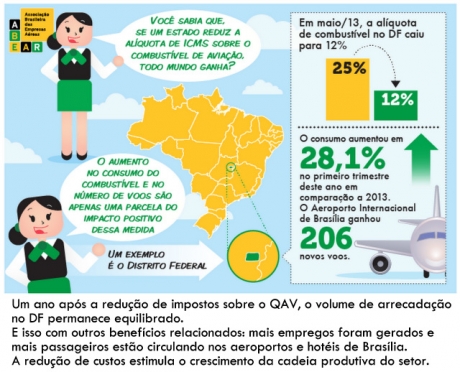 ABEAR
Associação
Brasileira
das Empresas
Aéreas
VOCÊ SABIA QUE,
SE UM ESTADO REDUZ A
ALÍQUOTA DE ICMS SOBRE O
COMBUSTÍVEL DE AVIAÇÃO,
TODO MUNDO GANHA?
O AUMENTO
NO CONSUMO DO
COMBUSTÍVEL E NO
NÚMERO DE VOOS SÃO
APENAS UMA PARCELA DO
IMPACTO POSITIVO
DESSA MEDIDA
UM EXEMPLO
É O DISTRITO FEDERAL
Em maio/13, a alíquota
de combustível no DF caiu
para 12%
25%
12%
O consumo aumentou em
28,1%
no primeiro trimestre
deste ano em
comparação a 2013.
O Aeroporto Internacional
de Brasília ganhou
206
novos voos.
Um ano após a redução de impostos sobre o QAV, o volume de arrecadação
no DF permanece equilibrado.
E isso com outros benefícios relacionados: mais empregos foram gerados e
mais passageiros estão circulando nos aeroportos e hotéis de Brasília.
A redução de custos estimula o crescimento da cadeia produtiva do setor.